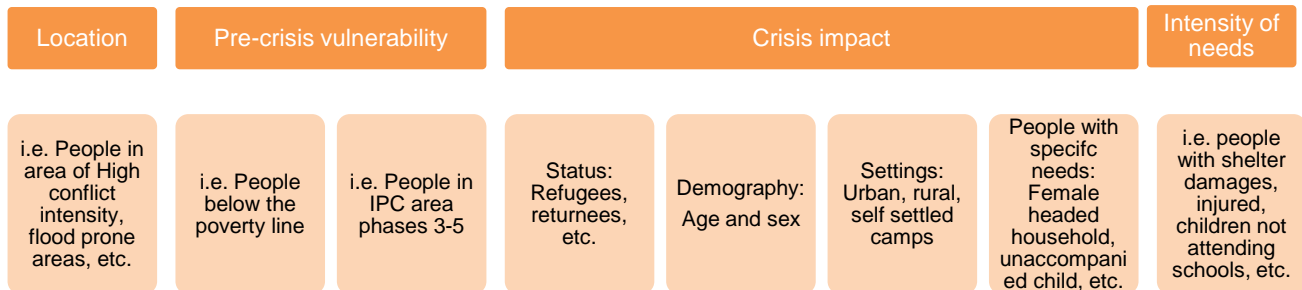 Location
Pre-crisis vulnerability
Crisis impact
Intensity of
needs
i.e. People in
area of High
conflict
intensity,
flood prone
areas, etc.
i.e. People
below the
poverty line
i.e. People in
IPC area
phases 3-5
Status:
Refugees,
returnees,
etc.
Demography:
Age and sex
Settings:
Urban, rural,
self settled
camps
People with
specifc
needs:
Female
headed
household,
unaccompani
ed child, etc.
i.e. people
with shelter
damages,
injured,
children not
attending
schools, etc.